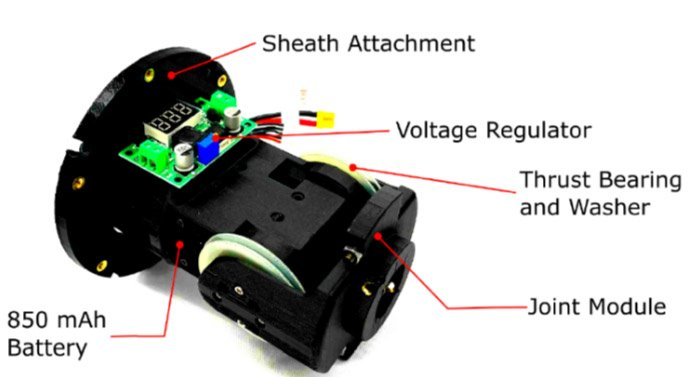 Sheath Attachment
Voltage Regulator
Thrust Bearing
and Washer
Joint Module
850 mAh
Battery